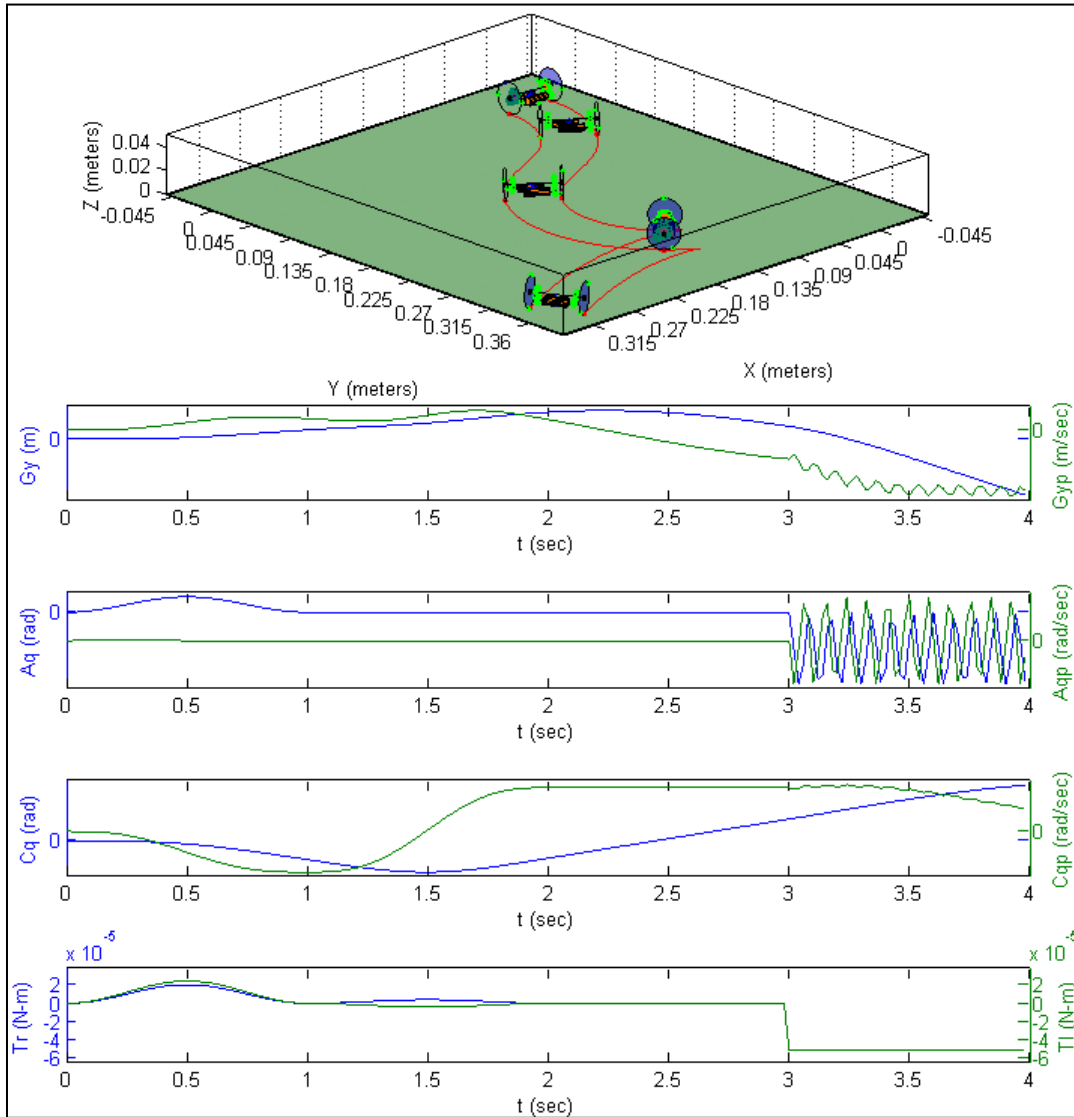 0.04
0.02
0
Z (meters)
-0.045
0
0.045
0.09
0.135
0.18
0.225
0.27
0.315
0.36
Y (meters)
-0.045
0
0.045
0.09
0.135
0.18
0.225
0.27
0.315
X (meters)
Gy (m)
0
0
Gyp (m/sec)
0 0.5 1 1.5 2 2.5 3 3.5 4
t (sec)
Aq (rad)
0
0
Aqp (rad/sec)
0 0.5 1 1.5 2 2.5 3 3.5 4
t (sec)
Cq (rad)
0
0
Cqp (rad/sec)
0 0.5 1 1.5 2 2.5 3 3.5 4
t (sec)
x 10 -5
x 10 -5
Tr (N-m)
2
0
-2
-4
-6
2
0
-2
-4
-6
Tl (N-m)
0 0.5 1 1.5 2 2.5 3 3.5 4
t (sec)